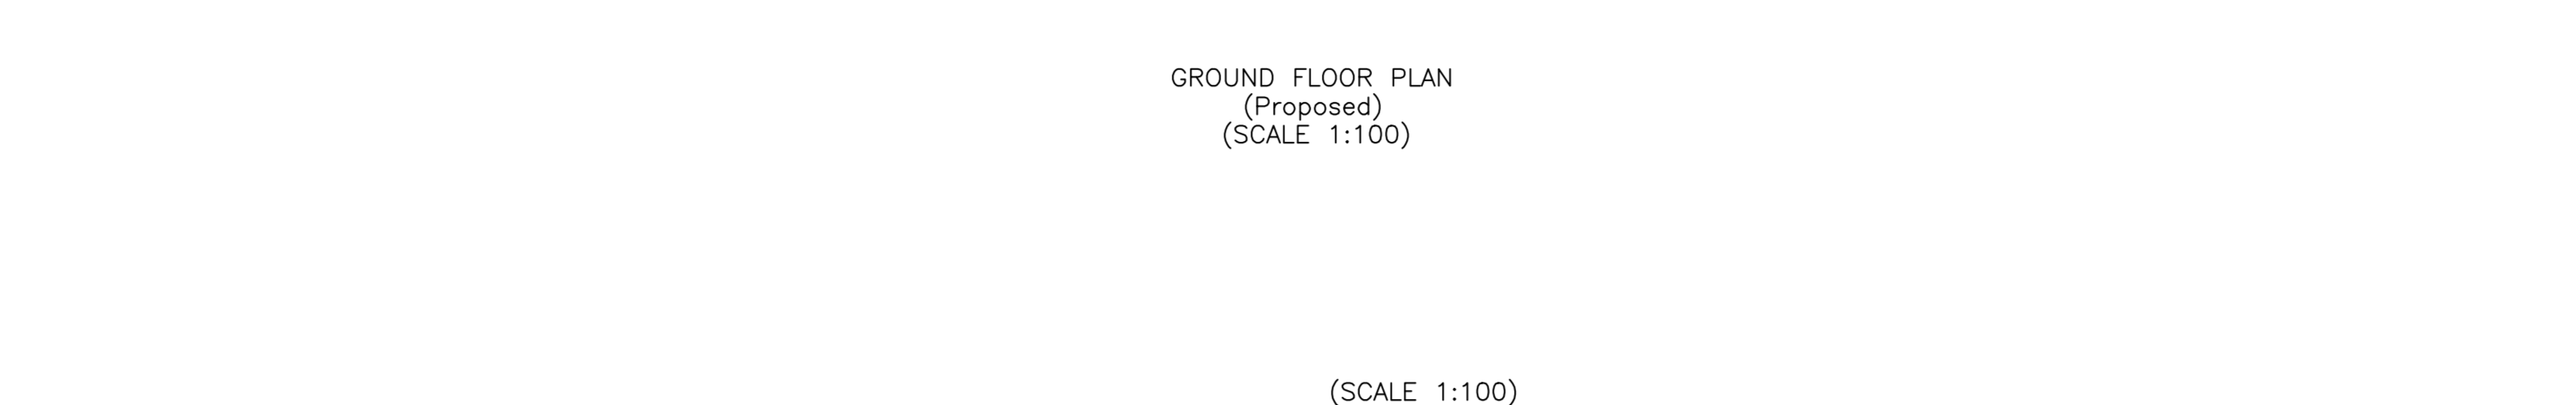 GROUND FLOOR PLAN
(Proposed)
(SCALE 1:100)
(SCALE 1:100)